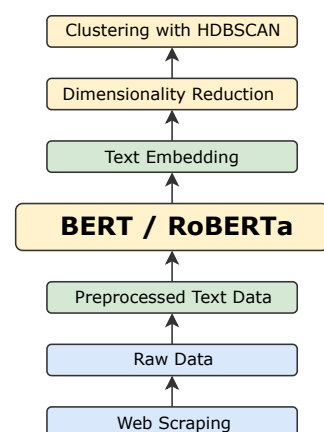 Clustering with HDBSCAN
Dimensionality Reduction
Text Embedding
BERT / RoBERTa
Preprocessed Text Data
Raw Data
Web Scraping